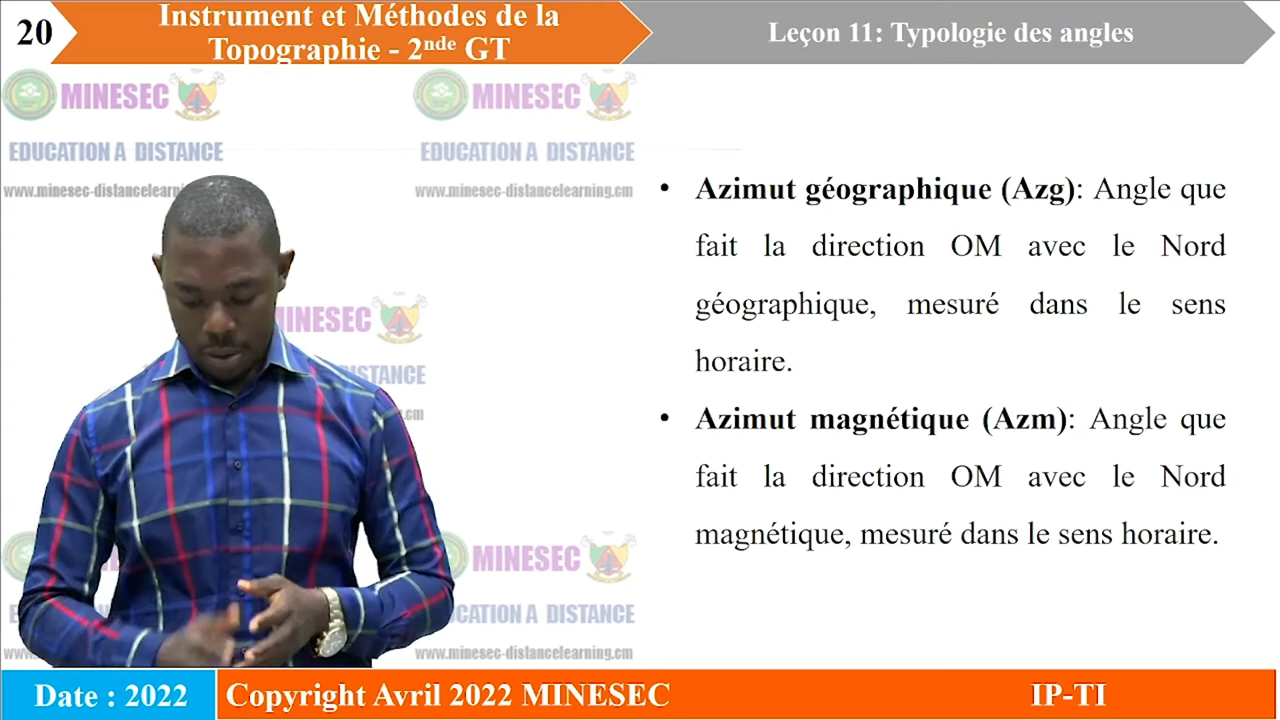 20
Instrument et Méthodes de la
Topographie - 2nde GT
Leçon 11: Typologie des angles
MINESEC
MINESEC
EDUCATION A DISTANCE
EDUCATION A DISTANCE
www.minesec-distancelearning.cm
www.minesec-distancelearning.cm
• Azimut géographique (Azg): Angle que
fait la direction OM avec le Nord
géographique, mesuré dans le sens
horaire.
MINESEC
DISTANCE
• Azimut magnétique (Azm): Angle que
fait la direction OM avec le Nord
magnétique, mesuré dans le sens horaire.
MINESEC
EDUCATION A DISTANCE
www.minesec-distancelearning.cm
Date : 2022
Copyright Avril 2022 MINESEC
IP-TI